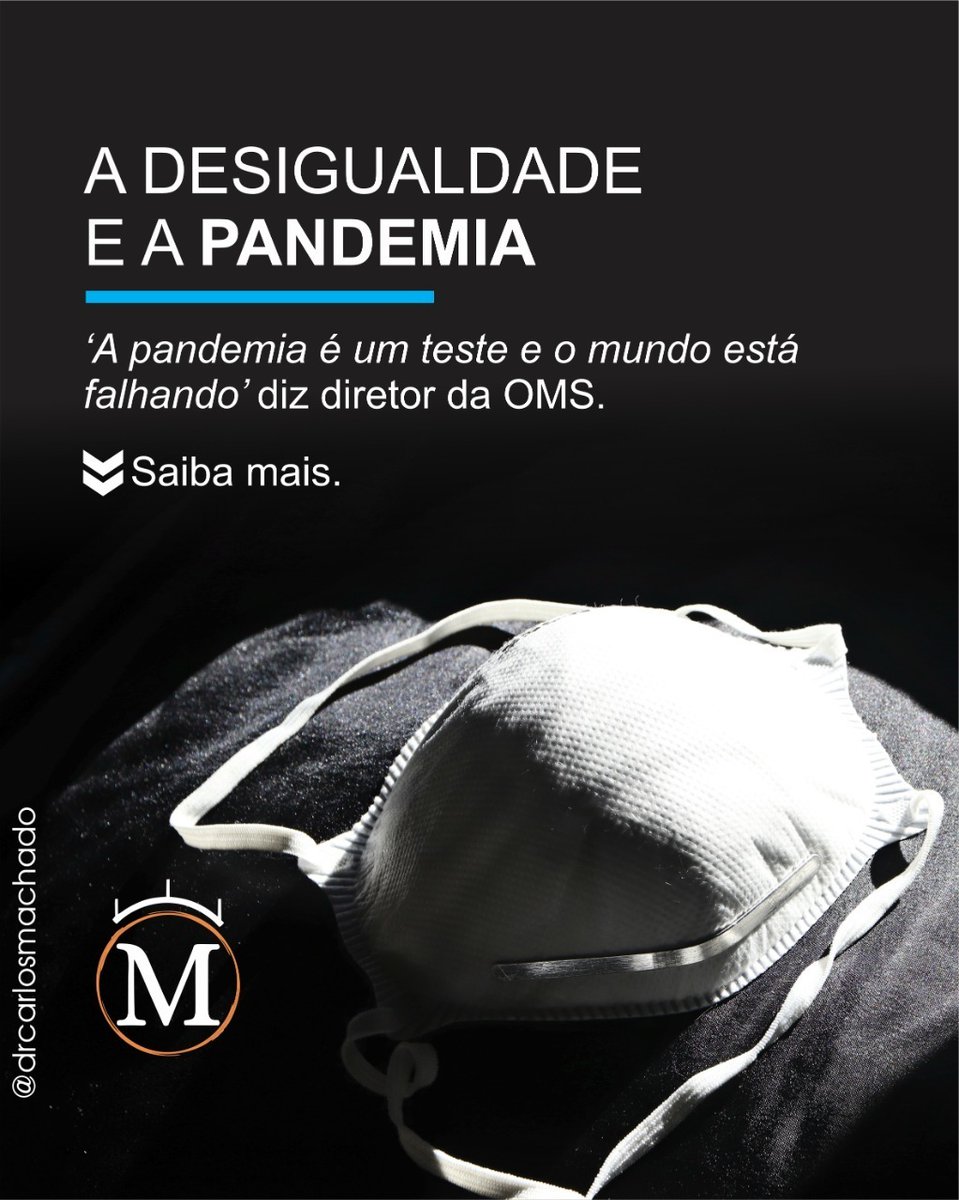 A DESIGUALDADE
E A PANDEMIA
‘A pandemia é um teste e o mundo está
falhando’ diz diretor da OMS.
Saiba mais.
@drcarlosmachado
M